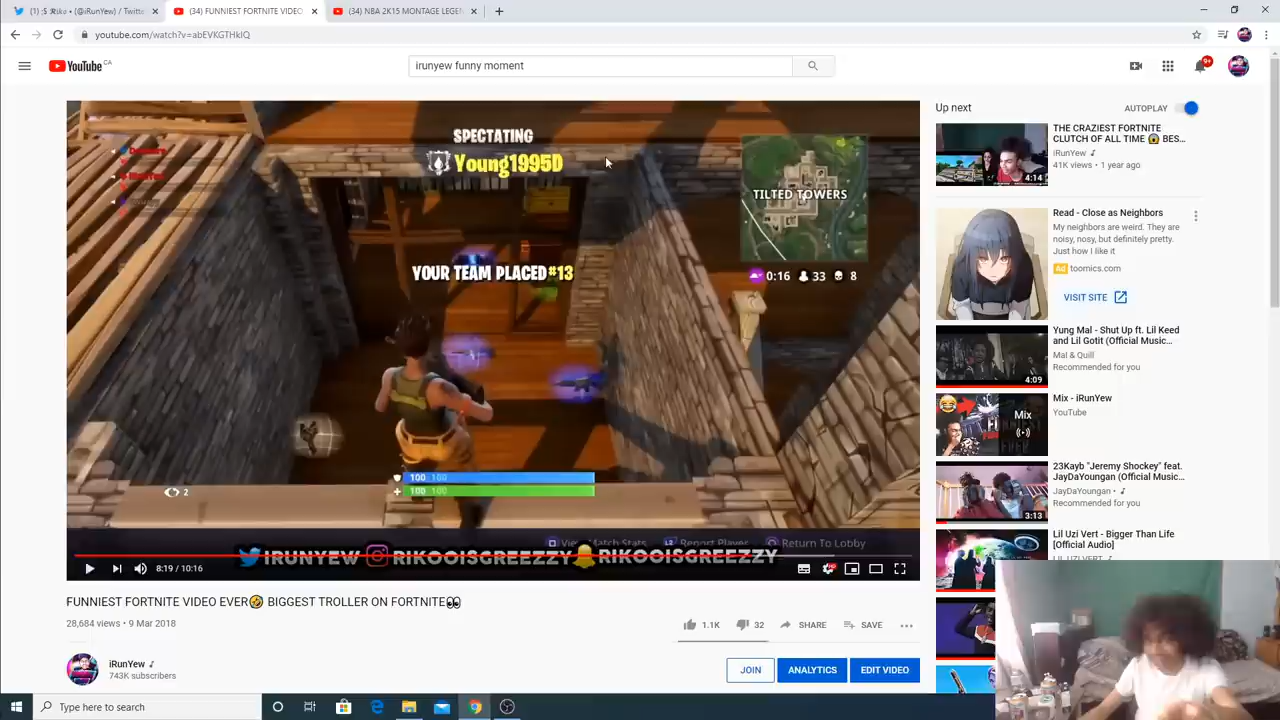 (1) :S
(@iRunYew) / Twitte
(34) FUNNIEST FORTNITE VIDEO
(34) NBA 2K15 MONTAGE LEGEN
youtube.com/watch?v=abEVKGTHkIQ
YouTube CA
irunyew funny moment
9+
SPECTATING
Young1995D
TILTED TOWERS
YOUR TEAM PLACED #13
0:16 33 8
2
100 100
100 100
View Match Stats Report Player Return To Lobby
IRUNYEW RIKOOISGREEZZY RIKOOISGREEZZY
8:19 / 10:16
FUNNIEST FORTNITE VIDEO EVER🤣 BIGGEST TROLLER ON FORTNITE👀
28,684 views • 9 Mar 2018
1.1K 32 SHARE SAVE
iRunYew ♪
743K subscribers
JOIN ANALYTICS EDIT VIDEO
Up next
AUTOPLAY
THE CRAZIEST FORTNITE
CLUTCH OF ALL TIME 😱 BES...
iRunYew ♪
41K views • 1 year ago
4:14
Read - Close as Neighbors
My neighbors are weird. They are
noisy, nosy, but definitely pretty.
Just how I like it
Ad toomics.com
VISIT SITE
Yung Mal - Shut Up ft. Lil Keed
and Lil Gotit (Official Music...
Mal & Quill
Recommended for you
4:09
Mix - iRunYew
YouTube
Mix
23Kayb "Jeremy Shockey" feat.
JayDaYoungan (Official Music...
JayDaYoungan • ♪
Recommended for you
3:13
Lil Uzi Vert - Bigger Than Life
[Official Audio]
LIL UZI VERT ♪
Type here to search